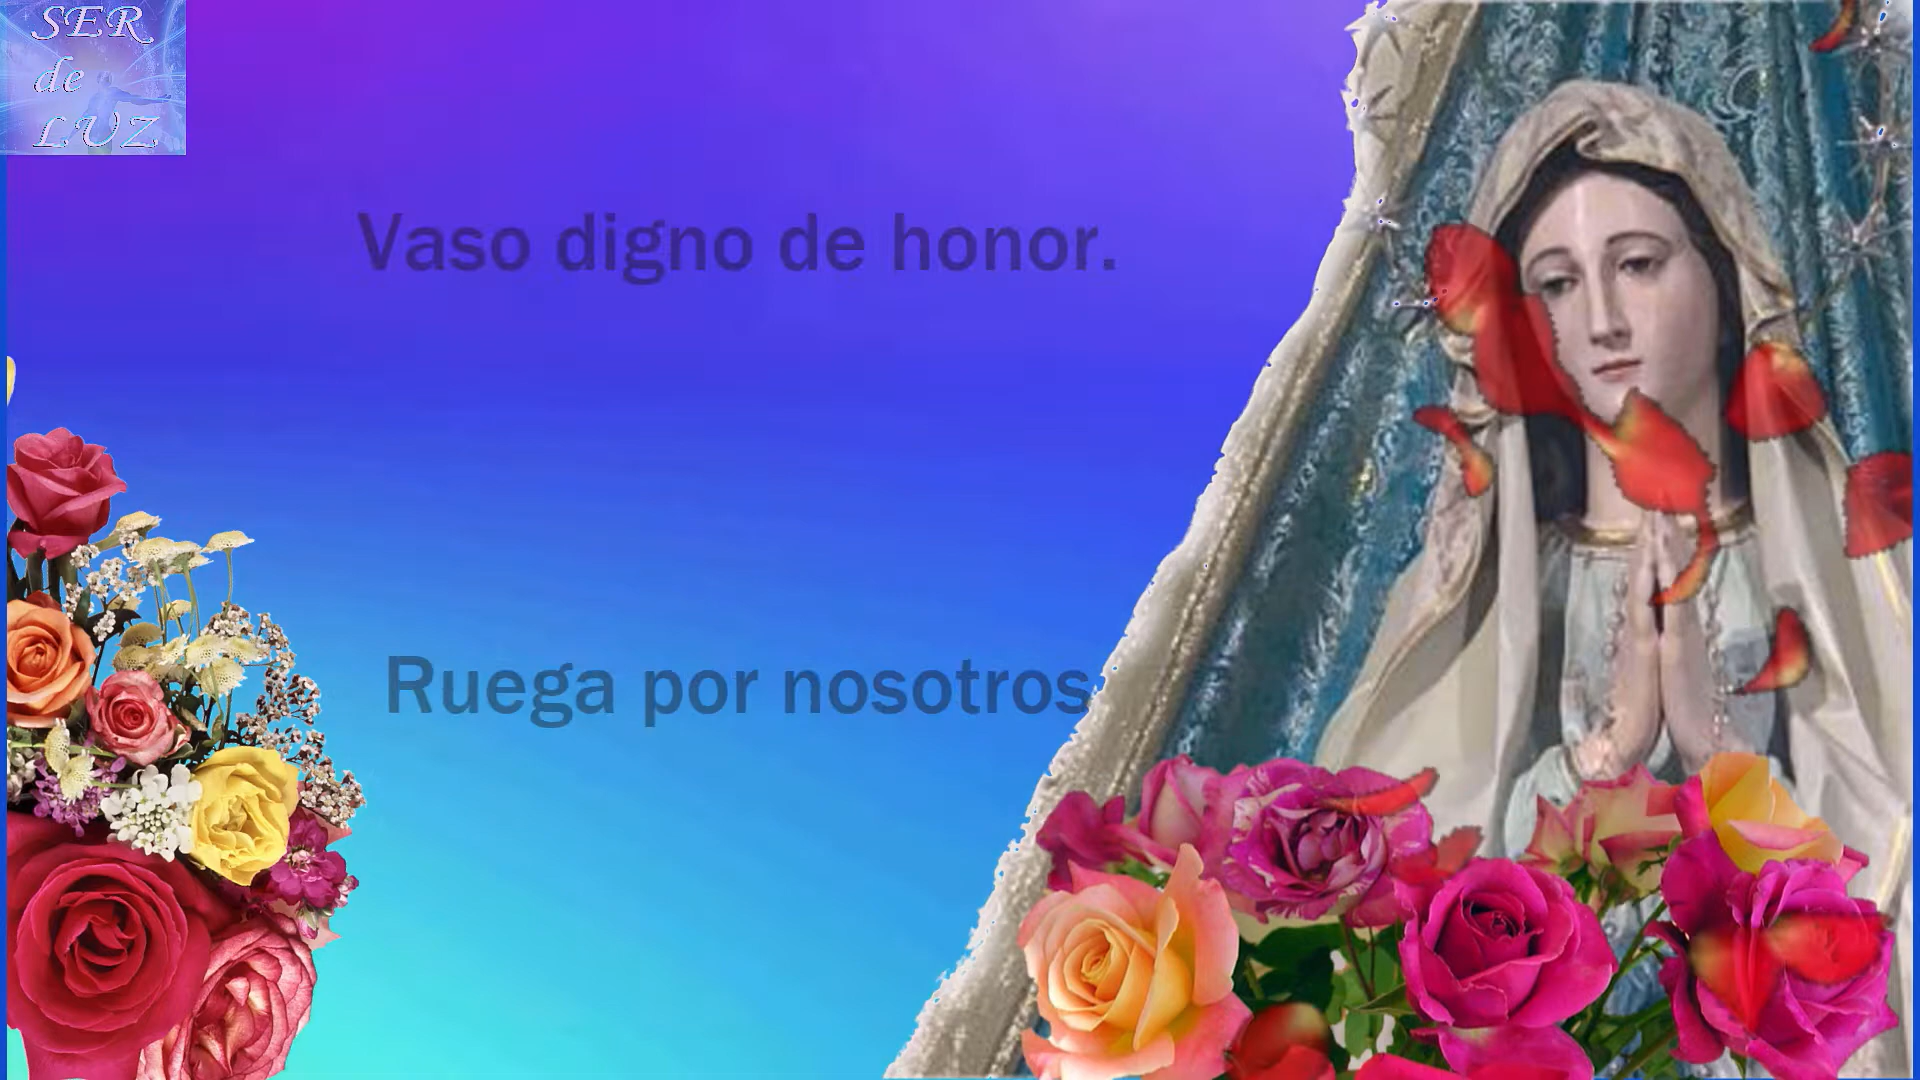 SER
de
LUZ
Vaso digno de honor.
Ruega por nosotros